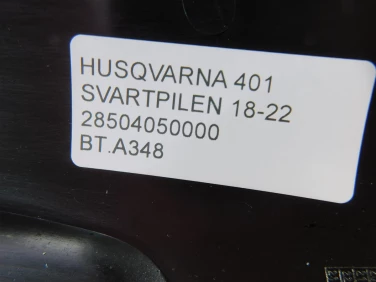 HUSQVARNA 401
SVARTPILEN 18-22
28504050000
BT.A348